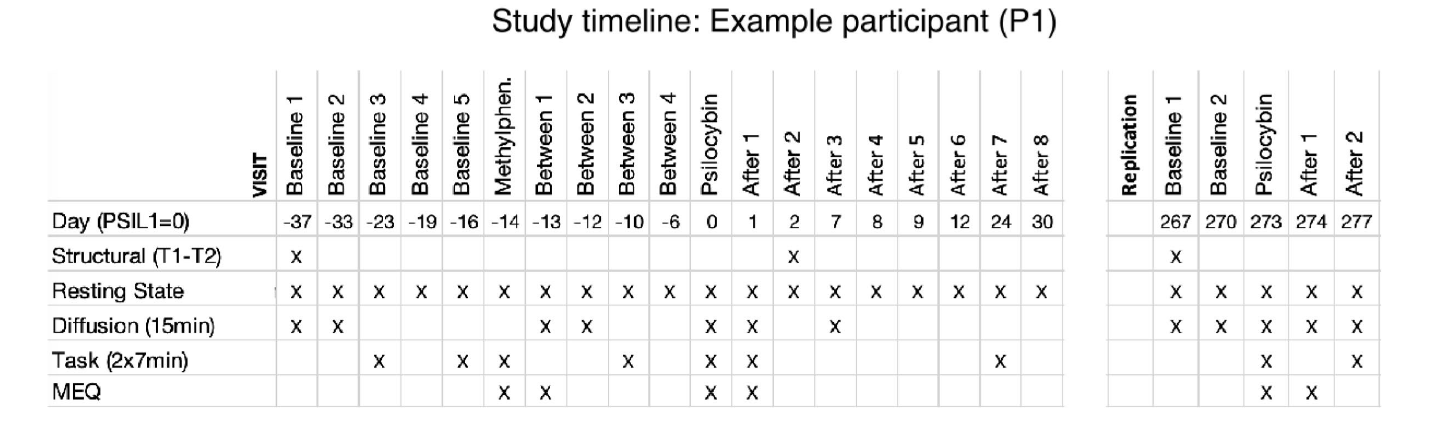 Study timeline: Example participant (P1)
VISIT Baseline 1 Baseline 2 Baseline 3 Baseline 4 Baseline 5 Methylphen. Between 1 Between 2 Between 3 Between 4 Psilocybin After 1 After 2 After 3 After 4 After 5 After 6 After 7 After 8 Replication Baseline 1 Baseline 2 Psilocybin After 1 After 2
Day (PSIL1=0) -37 -33 -23 -19 -16 -14 -13 -12 -10 -6 0 1 2 7 8 9 12 24 30 267 270 273 274 277
Structural (T1-T2) X X X
Resting State X X X X X X X X X X X X X X X X X X X X X X X X
Diffusion (15min) X X X X X X X X X X X X
Task (2x7min) X X X X X X X X X
MEQ X X X X X X